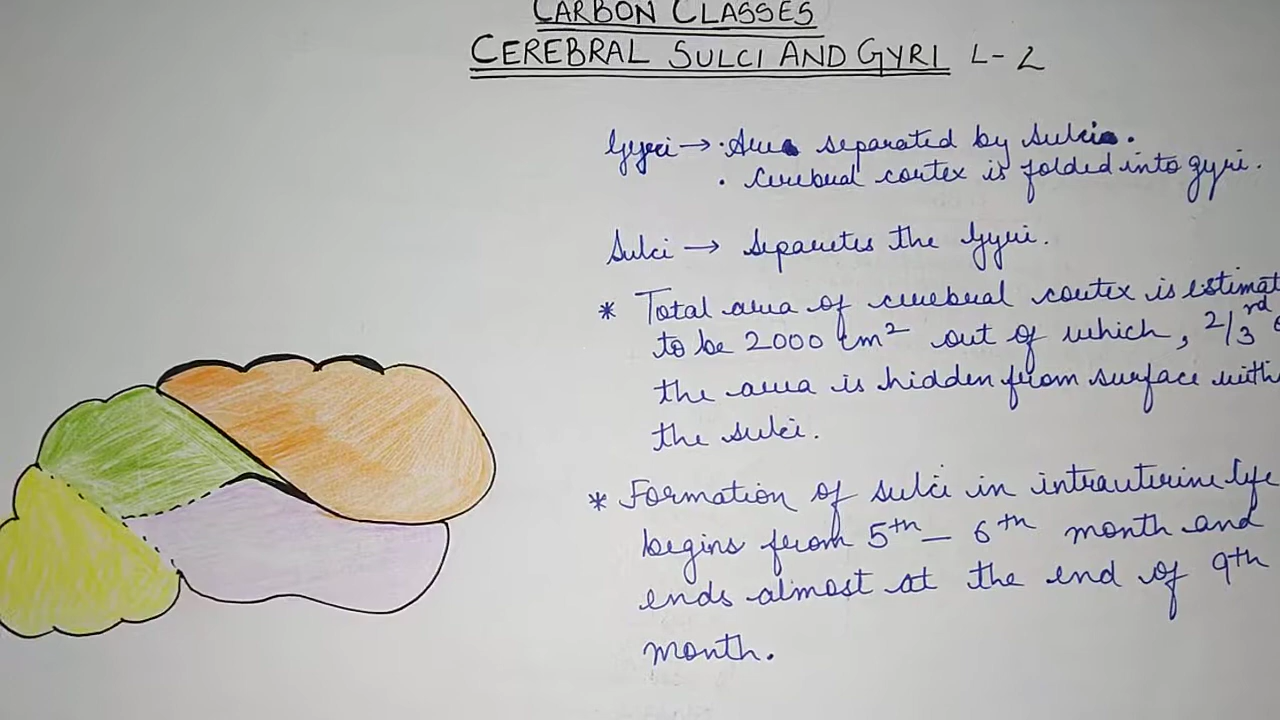 CARBON CLASSES
CEREBRAL SULCI AND GYRI L-2
Gyri → · Area separated by sulci.
· Cerebral cortex is folded into gyri.
Sulci → Separates the Gyri.
* Total area of cerebral cortex is estimat
to be 2000 cm² out of which, 2/3rd
the area is hidden from surface with
the sulci.
* Formation of sulci in intrauterine life
begins from 5th – 6th month and
ends almost at the end of 9th
month.